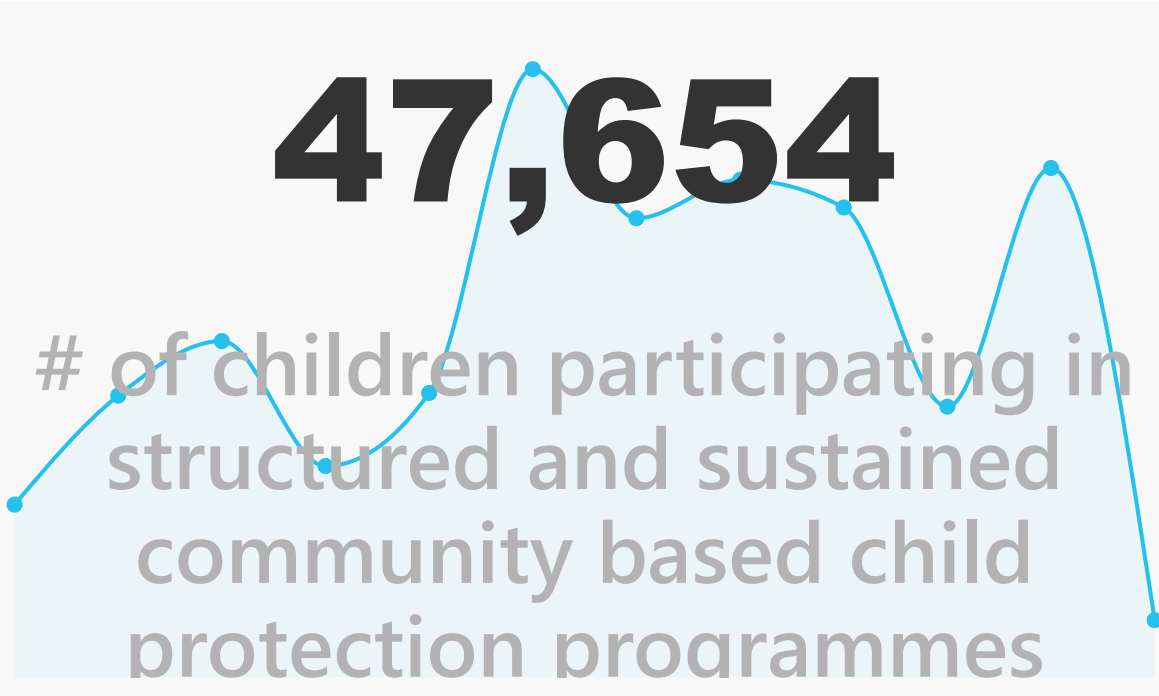 47,654
# of children participating in
structured and sustained
community based child
protection programmes